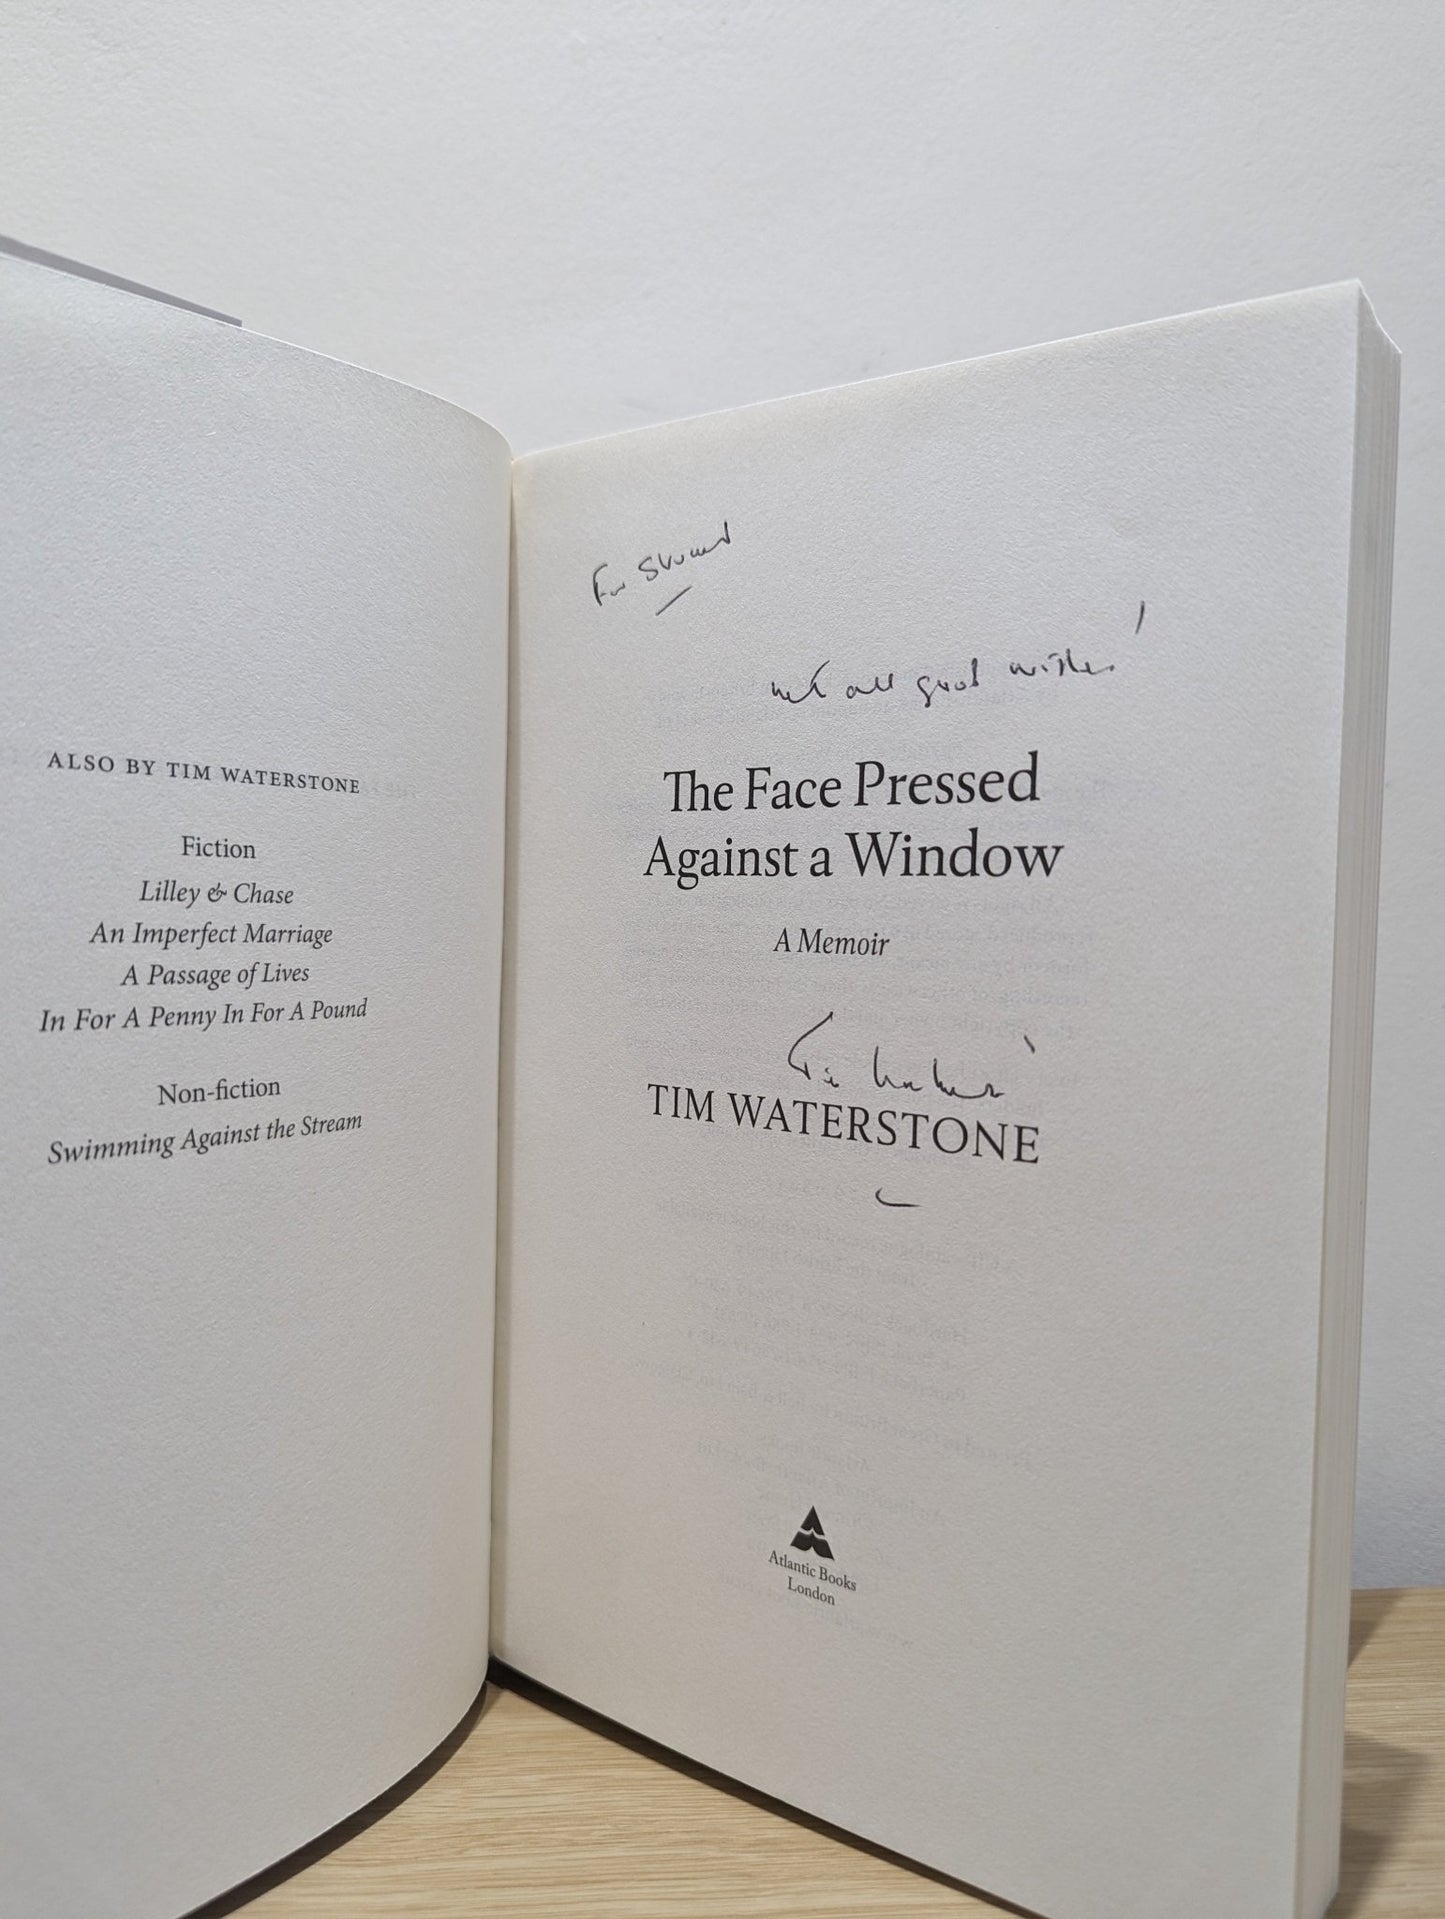 ALSO BY TIM WATERSTONE
Fiction
Lilley & Chase
An Imperfect Marriage
A Passage of Lives
In For A Penny In For A Pound
Non-fiction
Swimming Against the Stream
For
with all good wishes!
The Face Pressed
Against a Window
A Memoir
Tim Waterstone
TIM WATERSTONE
Atlantic Books
London